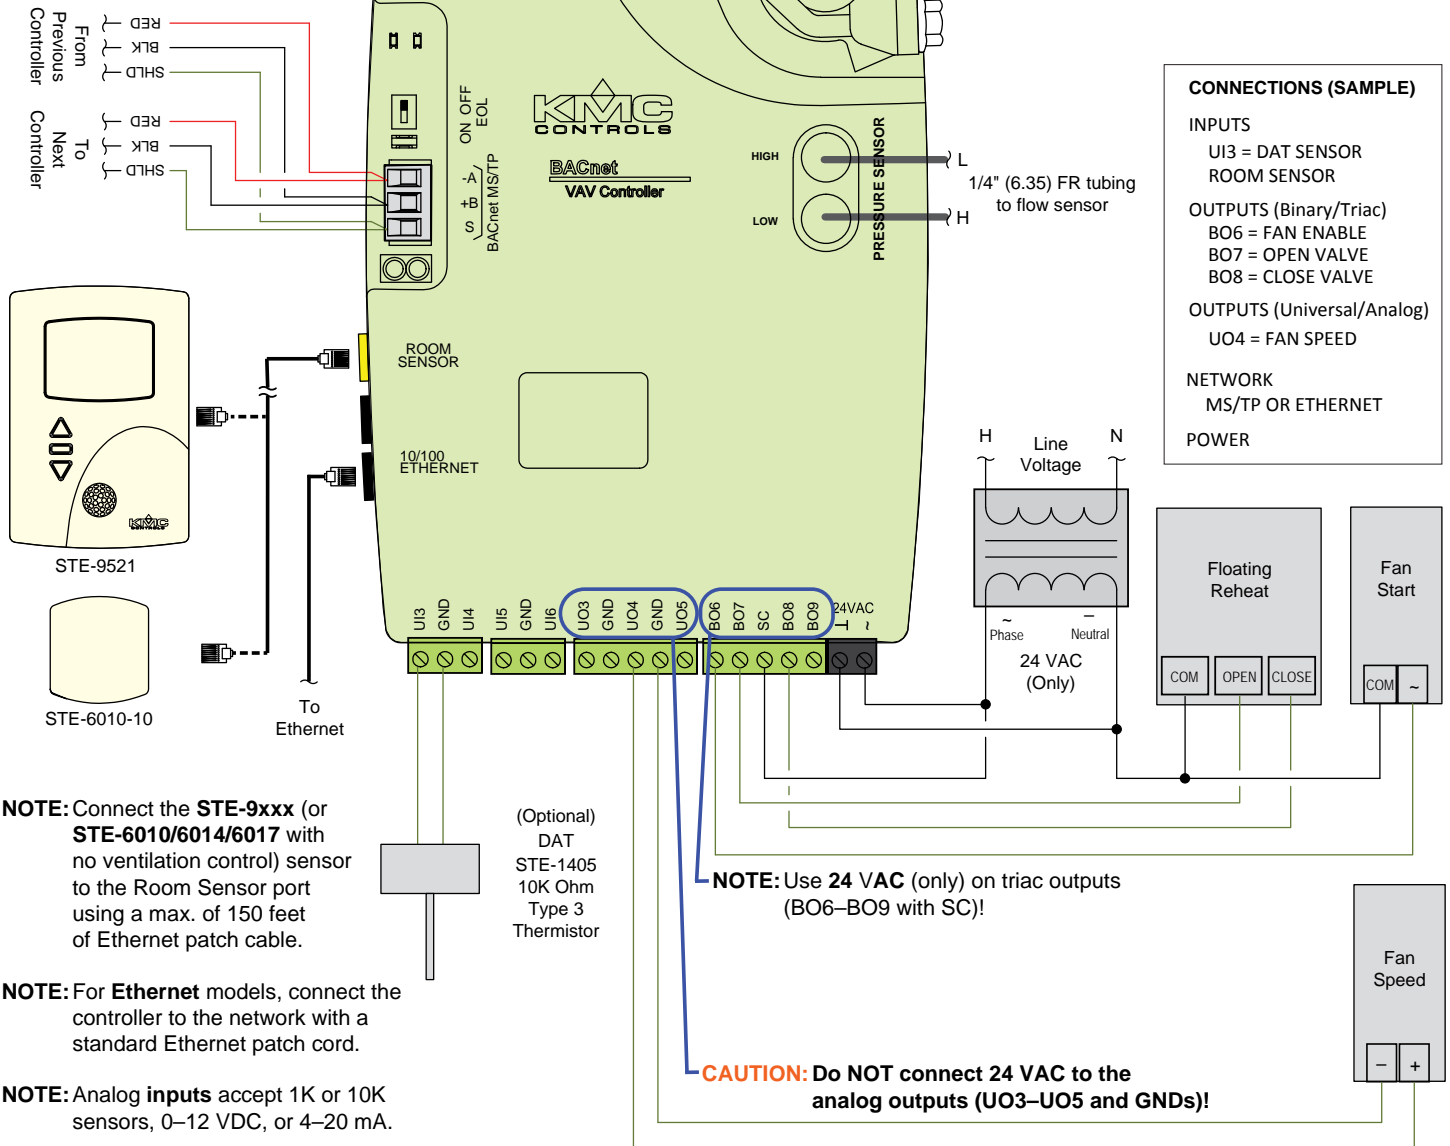 From
Previous
Controller
RED
BLK
SHLD
To
Next
Controller
RED
BLK
SHLD
ON OFF
EOL
-A
+B
S
BACnet MS/TP
KMC
CONTROLS
BACnet
VAV Controller
HIGH
LOW
PRESSURE SENSOR
L
1/4" (6.35) FR tubing
to flow sensor
H
CONNECTIONS (SAMPLE)
INPUTS
UI3 = DAT SENSOR
ROOM SENSOR
OUTPUTS (Binary/Triac)
BO6 = FAN ENABLE
BO7 = OPEN VALVE
BO8 = CLOSE VALVE
OUTPUTS (Universal/Analog)
UO4 = FAN SPEED
NETWORK
MS/TP OR ETHERNET
POWER
ROOM
SENSOR
10/100
ETHERNET
KMC
CONTROLS
STE-9521
STE-6010-10
To
Ethernet
UI3
GND
UI4
UI5
GND
UI6
UO3
GND
UO4
GND
UO5
BO6
BO7
SC
BO8
BO9
24VAC
⊥
~
H
Line
Voltage
N
~
Phase
–
Neutral
24 VAC
(Only)
Floating
Reheat
COM
OPEN
CLOSE
Fan
Start
COM
~
NOTE: Connect the STE-9xxx (or
STE-6010/6014/6017 with
no ventilation control) sensor
to the Room Sensor port
using a max. of 150 feet
of Ethernet patch cable.
(Optional)
DAT
STE-1405
10K Ohm
Type 3
Thermistor
NOTE: Use 24 VAC (only) on triac outputs
(BO6–BO9 with SC)!
Fan
Speed
–
+
NOTE: For Ethernet models, connect the
controller to the network with a
standard Ethernet patch cord.
CAUTION: Do NOT connect 24 VAC to the
analog outputs (UO3–UO5 and GNDs)!
NOTE: Analog inputs accept 1K or 10K
sensors, 0–12 VDC, or 4–20 mA.